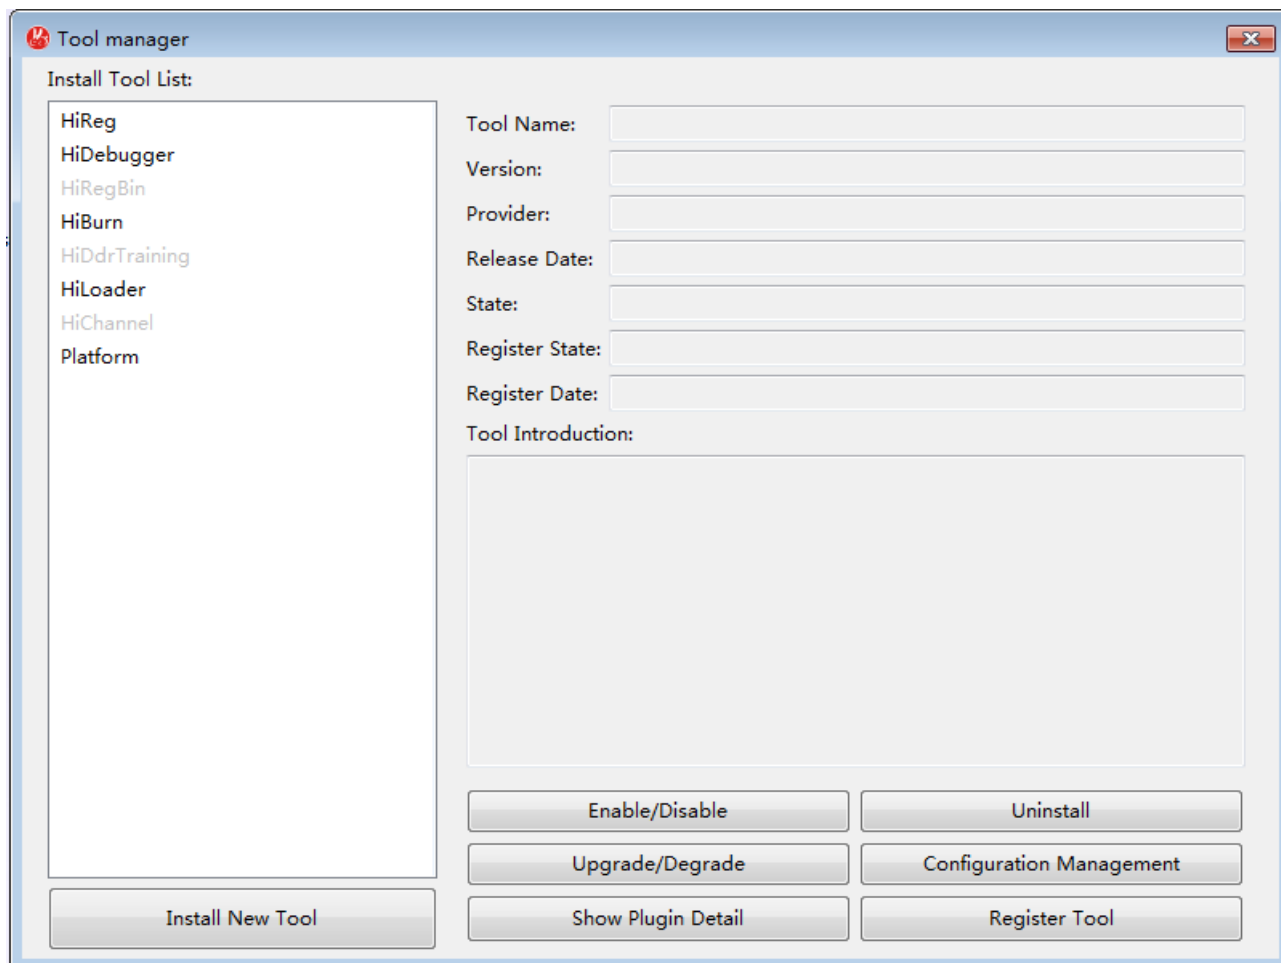 Tool manager
Install Tool List:
HiReg
HiDebugger
HiRegBin
HiBurn
HiDdrTraining
HiLoader
HiChannel
Platform
Install New Tool
Tool Name:
Version:
Provider:
Release Date:
State:
Register State:
Register Date:
Tool Introduction:
Enable/Disable
Uninstall
Upgrade/Degrade
Configuration Management
Show Plugin Detail
Register Tool